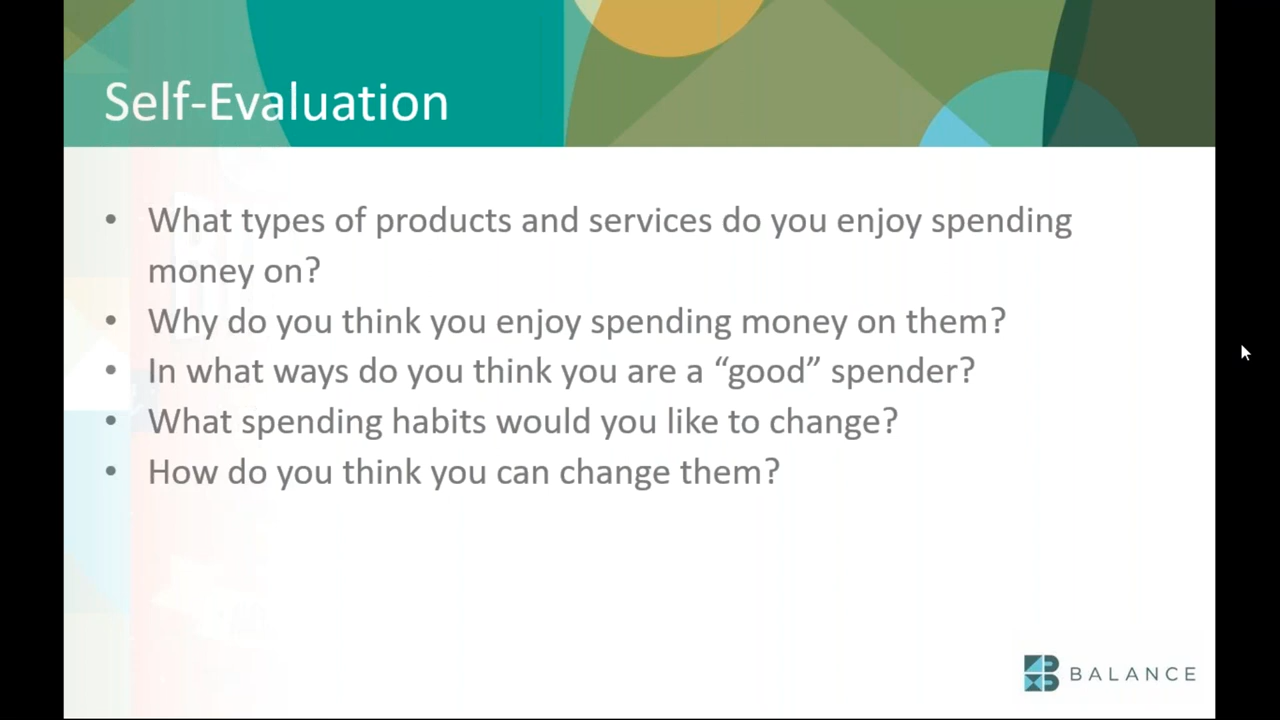 Self-Evaluation
• What types of products and services do you enjoy spending
money on?
• Why do you think you enjoy spending money on them?
• In what ways do you think you are a “good” spender?
• What spending habits would you like to change?
• How do you think you can change them?
BALANCE